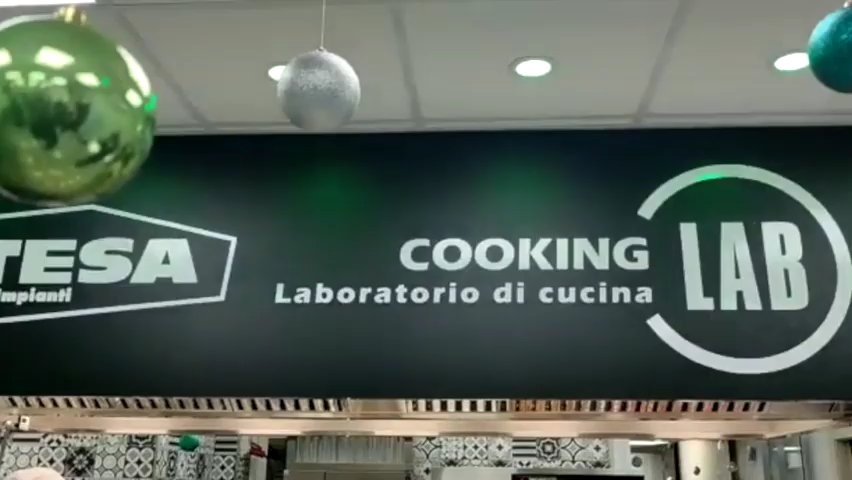 TESA
impianti
COOKING
Laboratorio di cucina
LAB